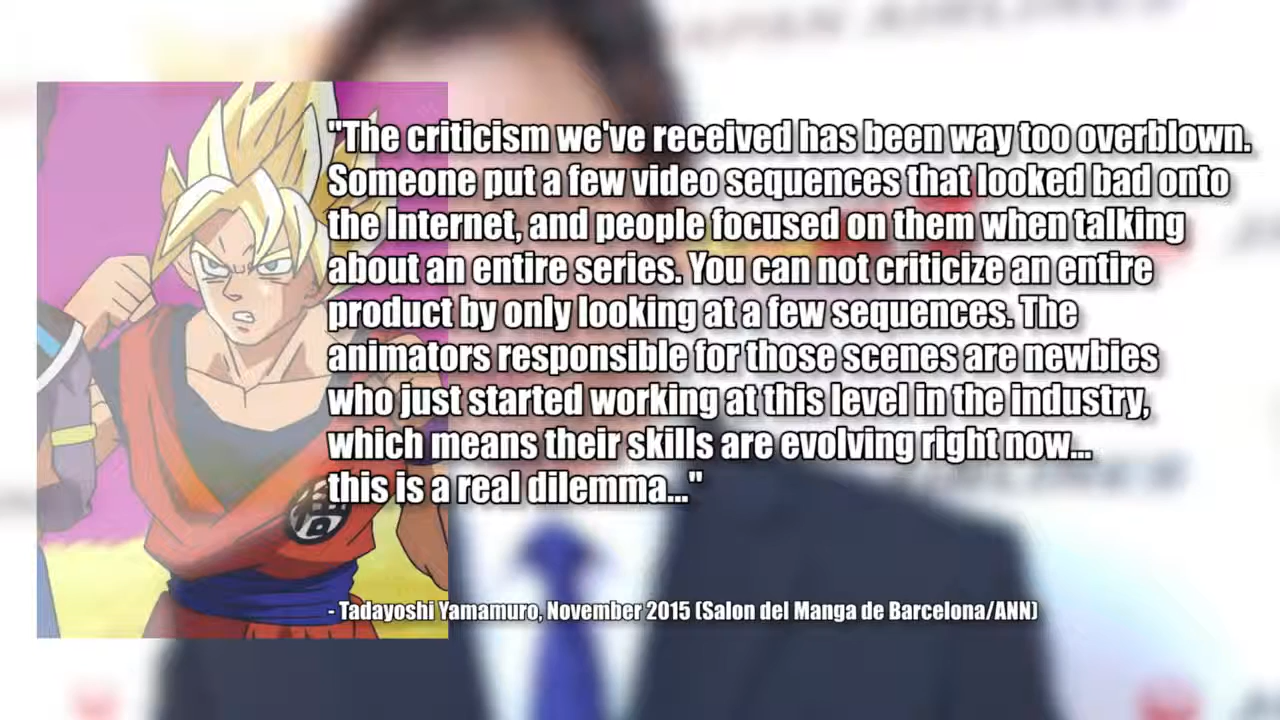 "The criticism we've received has been way too overblown.
Someone put a few video sequences that looked bad onto
the Internet, and people focused on them when talking
about an entire series. You can not criticize an entire
product by only looking at a few sequences. The
animators responsible for those scenes are newbies
who just started working at this level in the industry,
which means their skills are evolving right now...
this is a real dilemma..."
- Tadayoshi Yamamuro, November 2015 (Salon del Manga de Barcelona/ANN)